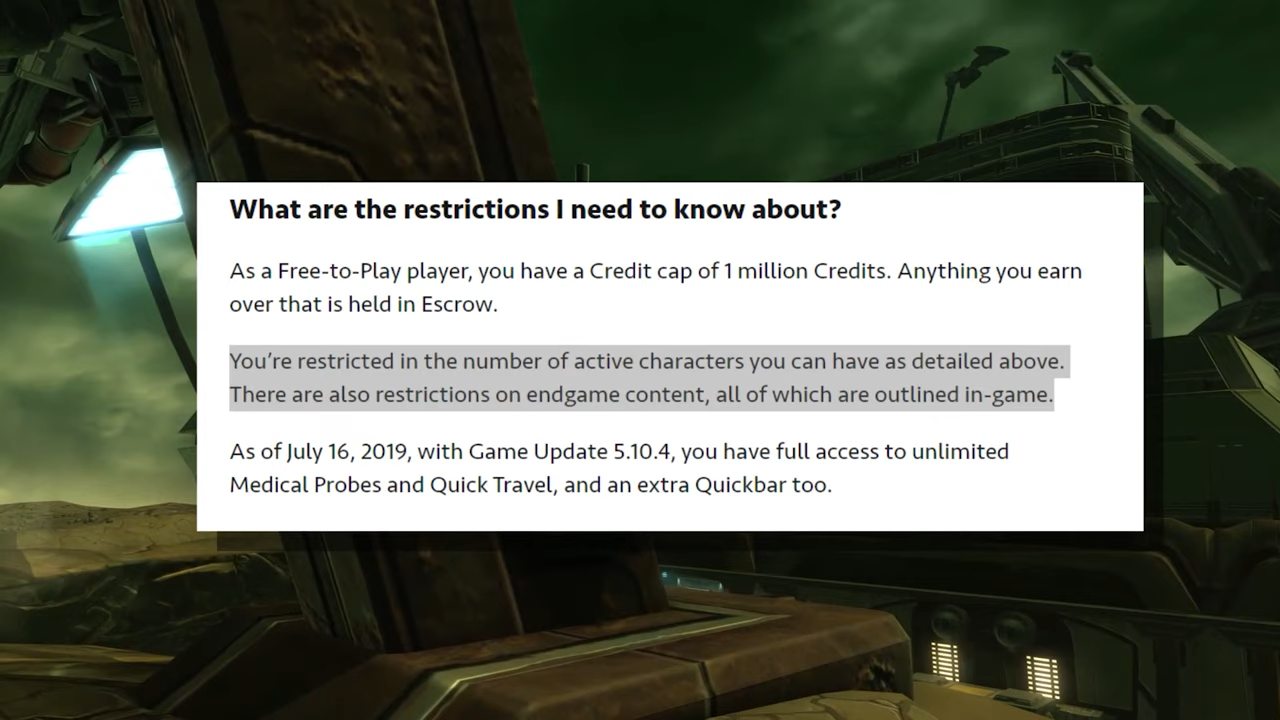 What are the restrictions I need to know about?
As a Free-to-Play player, you have a Credit cap of 1 million Credits. Anything you earn
over that is held in Escrow.
You’re restricted in the number of active characters you can have as detailed above.
There are also restrictions on endgame content, all of which are outlined in-game.
As of July 16, 2019, with Game Update 5.10.4, you have full access to unlimited
Medical Probes and Quick Travel, and an extra Quickbar too.